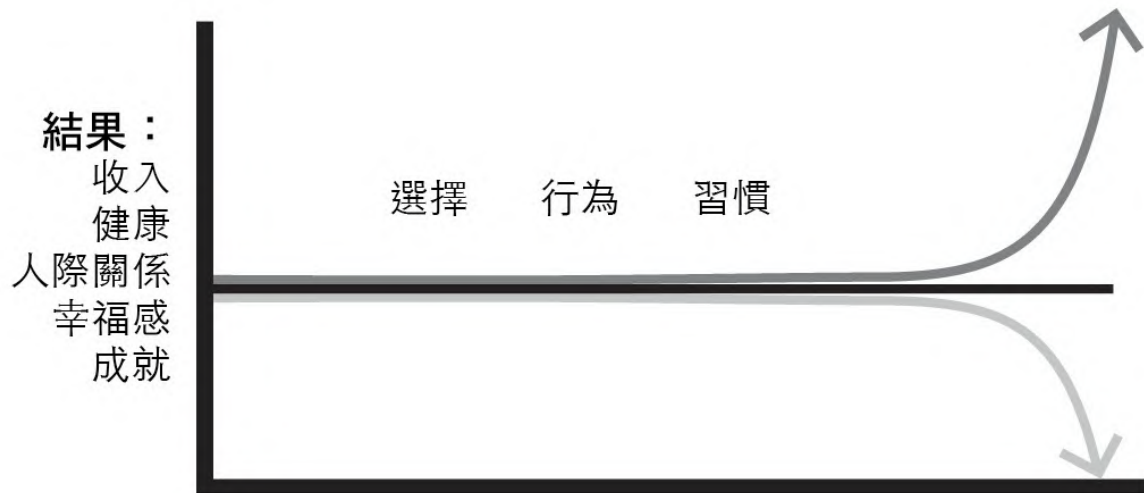 結果：
收入
健康
人際關係
幸福感
成就
選擇 行為 習慣